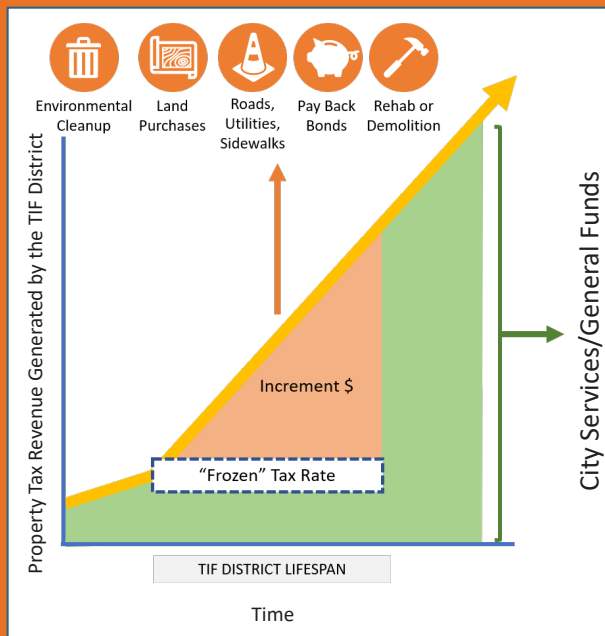 Environmental
Cleanup
Land
Purchases
Roads,
Utilities,
Sidewalks
Pay Back
Bonds
Rehab or
Demolition
Property Tax Revenue Generated by the TIF District
Increment $
“Frozen” Tax Rate
City Services/General Funds
TIF DISTRICT LIFESPAN
Time